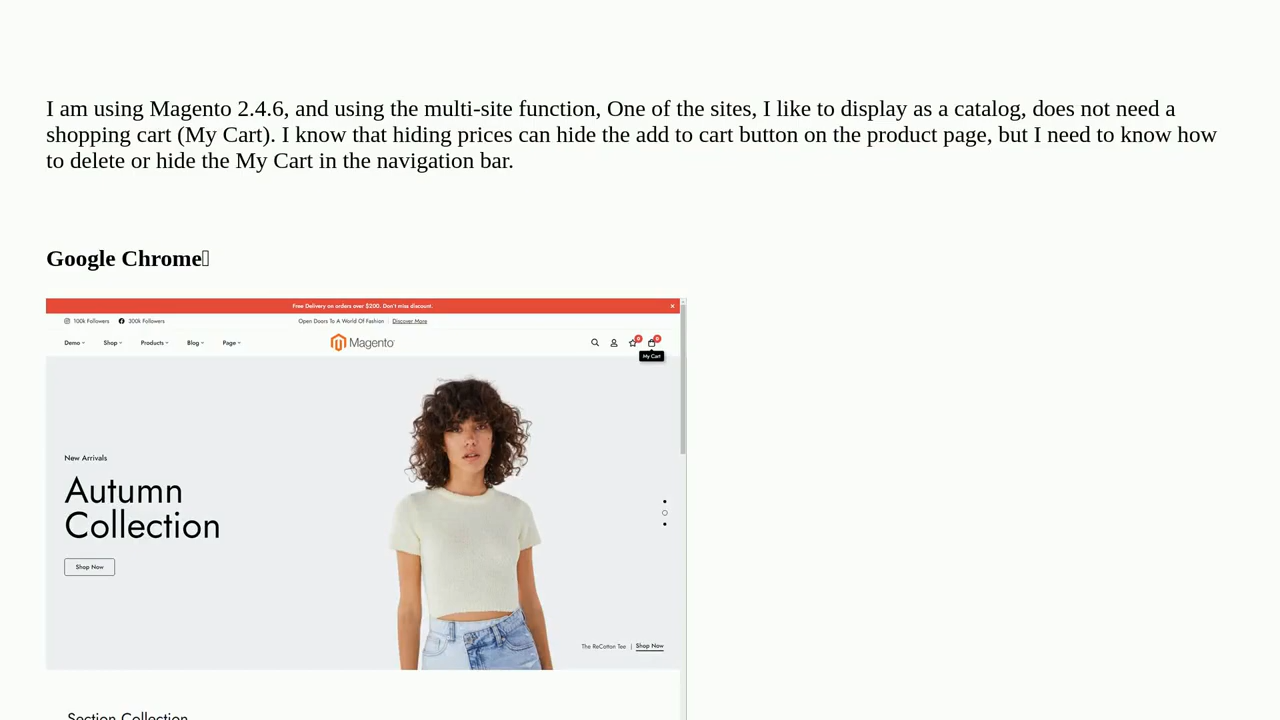 I am using Magento 2.4.6, and using the multi-site function, One of the sites, I like to display as a catalog, does not need a
shopping cart (My Cart). I know that hiding prices can hide the add to cart button on the product page, but I need to know how
to delete or hide the My Cart in the navigation bar.
Google Chrome
Free Delivery on orders over $200. Don't miss discount.
100k Followers 300k Followers Open Doors To A World Of Fashion | Discover More
Demo Shop Products Blog Page Magento 0 0
My Cart
New Arrivals
Autumn
Collection
Shop Now
The ReCotton Tee | Shop Now
Section Collection